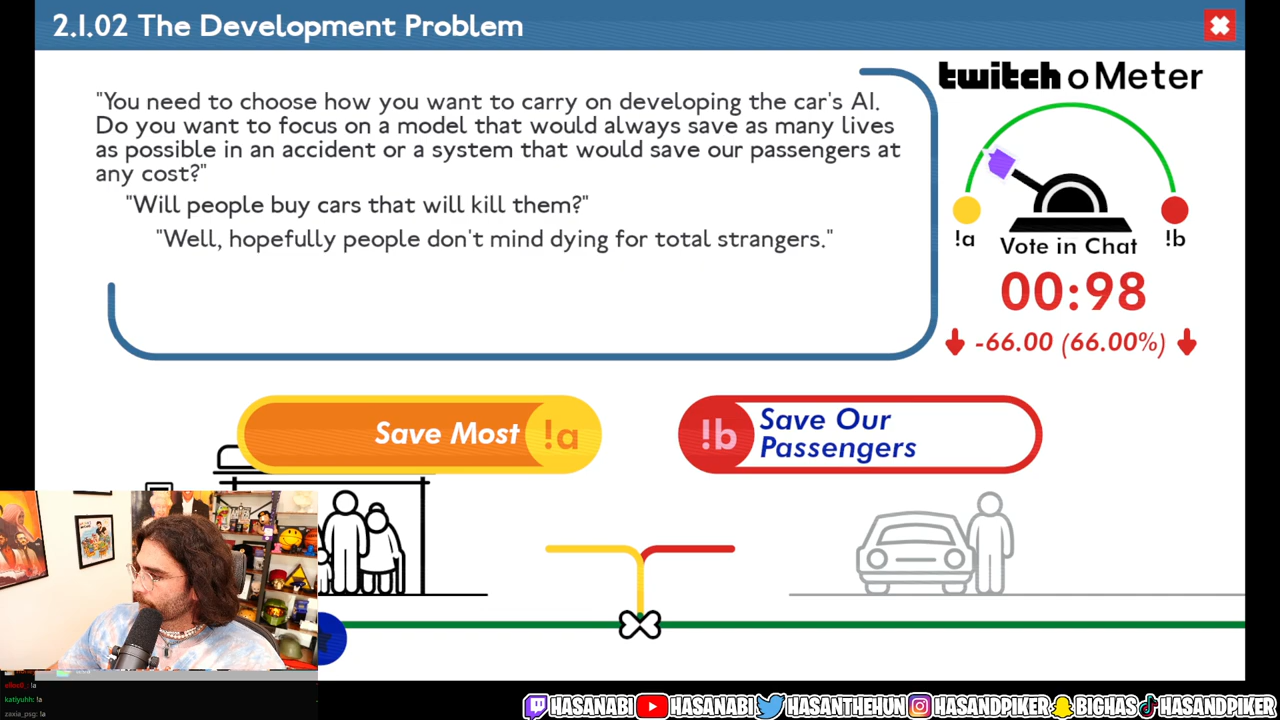 2.1.02 The Development Problem
"You need to choose how you want to carry on developing the car's AI.
Do you want to focus on a model that would always save as many lives
as possible in an accident or a system that would save our passengers at
any cost?"
"Will people buy cars that will kill them?"
"Well, hopefully people don't mind dying for total strangers."
twitch o Meter
!a
Vote in Chat
!b
00:98
-66.00 (66.00%)
Save Most !a
!b Save Our
Passengers
katiyuhh: !a
zaxia_psg: !a
HASANABI HASANABI HASANTHEHUN HASANDPIKER BIGHAS HASANDPIKER